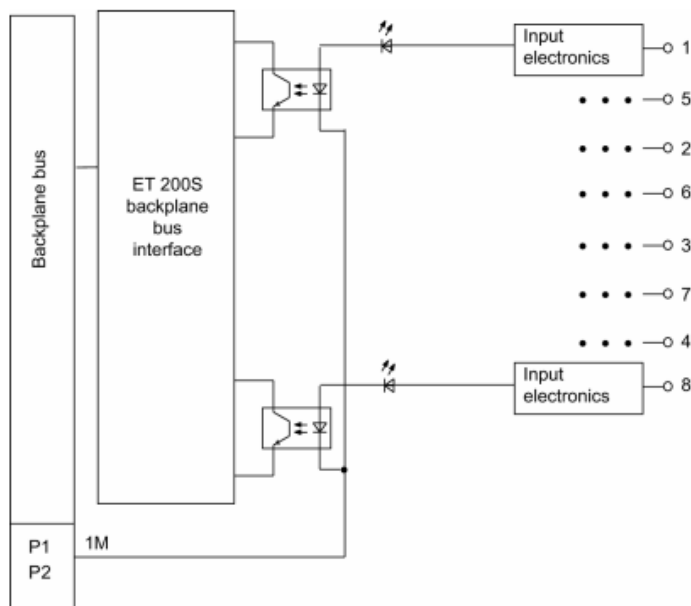 Backplane bus
ET 200S
backplane
bus
interface
Input
electronics
1
5
2
6
3
7
4
Input
electronics
8
P1
P2
1M